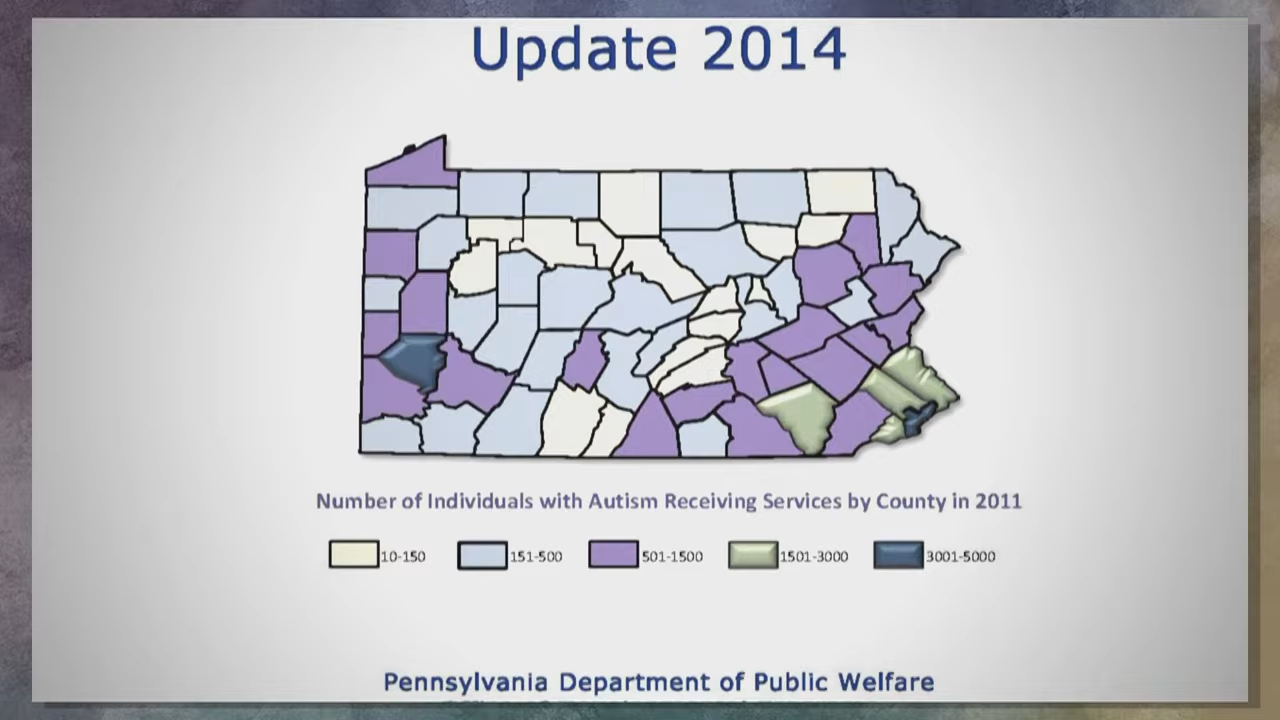 Update 2014
Number of Individuals with Autism Receiving Services by County in 2011
10-150 151-500 501-1500 1501-3000 3001-5000
Pennsylvania Department of Public Welfare